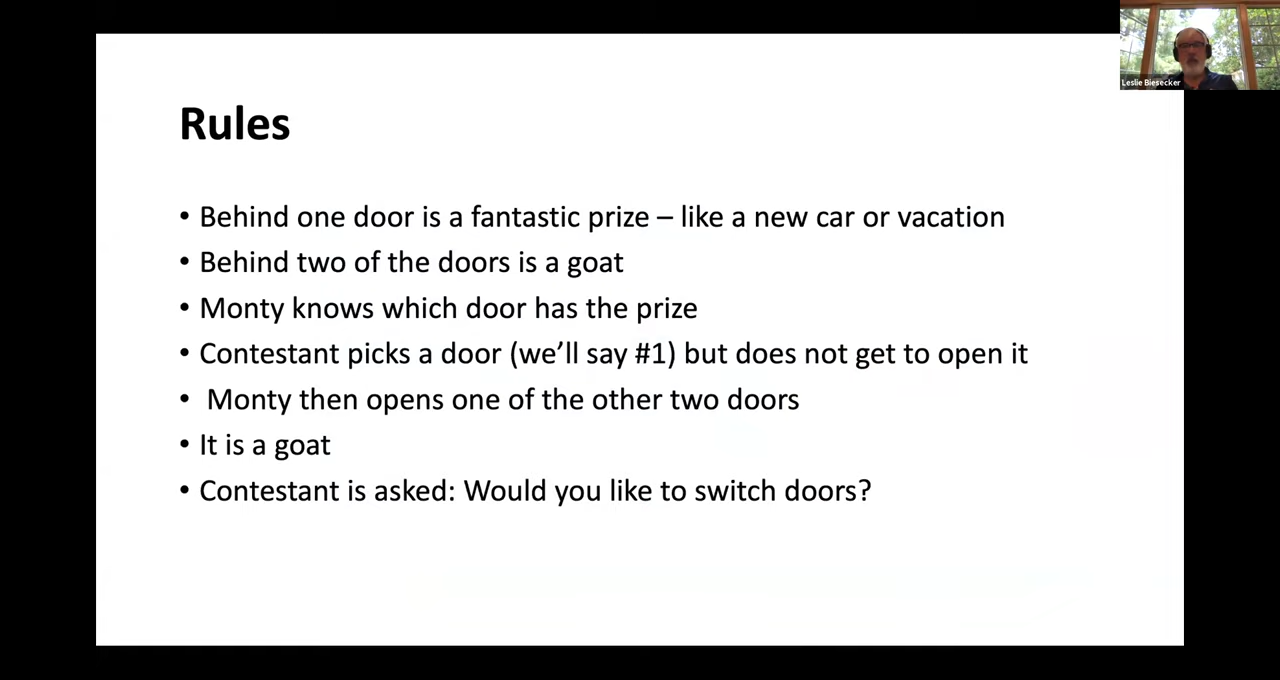 Leslie Biesecker
Rules
• Behind one door is a fantastic prize – like a new car or vacation
• Behind two of the doors is a goat
• Monty knows which door has the prize
• Contestant picks a door (we’ll say #1) but does not get to open it
• Monty then opens one of the other two doors
• It is a goat
• Contestant is asked: Would you like to switch doors?